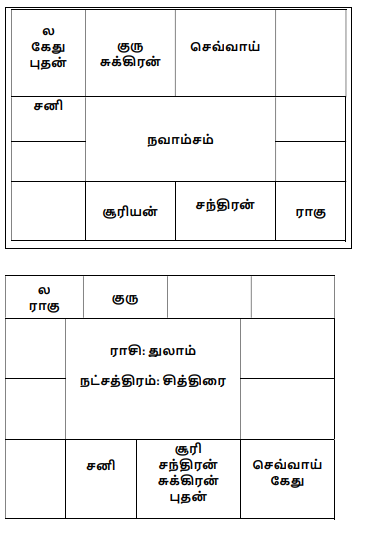 ல
கேது
புதன்
குரு
சுக்கிரன்
செவ்வாய்
சனி
நவாம்சம்
சூரியன்
சந்திரன்
ராகு
ல
ராகு
குரு
ராசி: துலாம்
நட்சத்திரம்: சித்திரை
சனி
சூரி
சந்திரன்
சுக்கிரன்
புதன்
செவ்வாய்
கேது